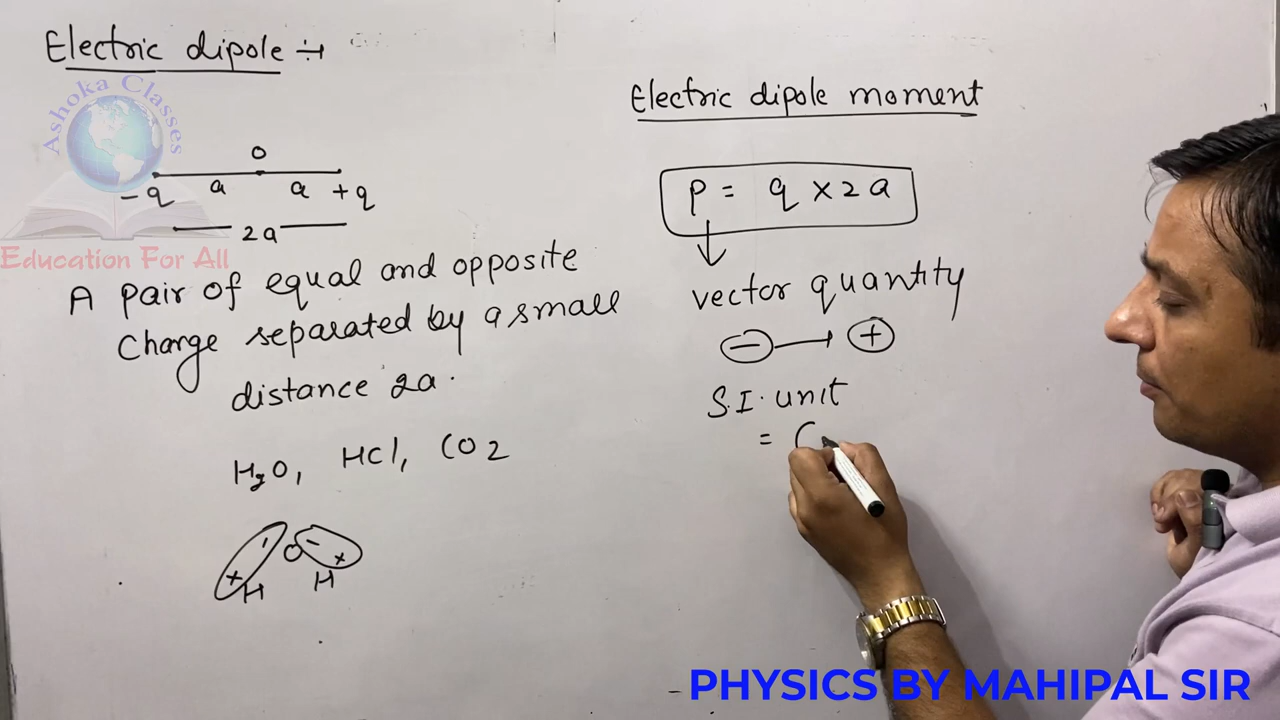 Electric dipole ÷
Ashoka Classes
Education For All
O
-q a a +q
2a
A pair of equal and opposite
Charge separated by a small
distance 2a.
H2O, HCl, CO2
+ - O - +
H H
Electric dipole moment
P = q × 2a
vector quantity
- → +
S.I. unit
= C
PHYSICS BY MAHIPAL SIR